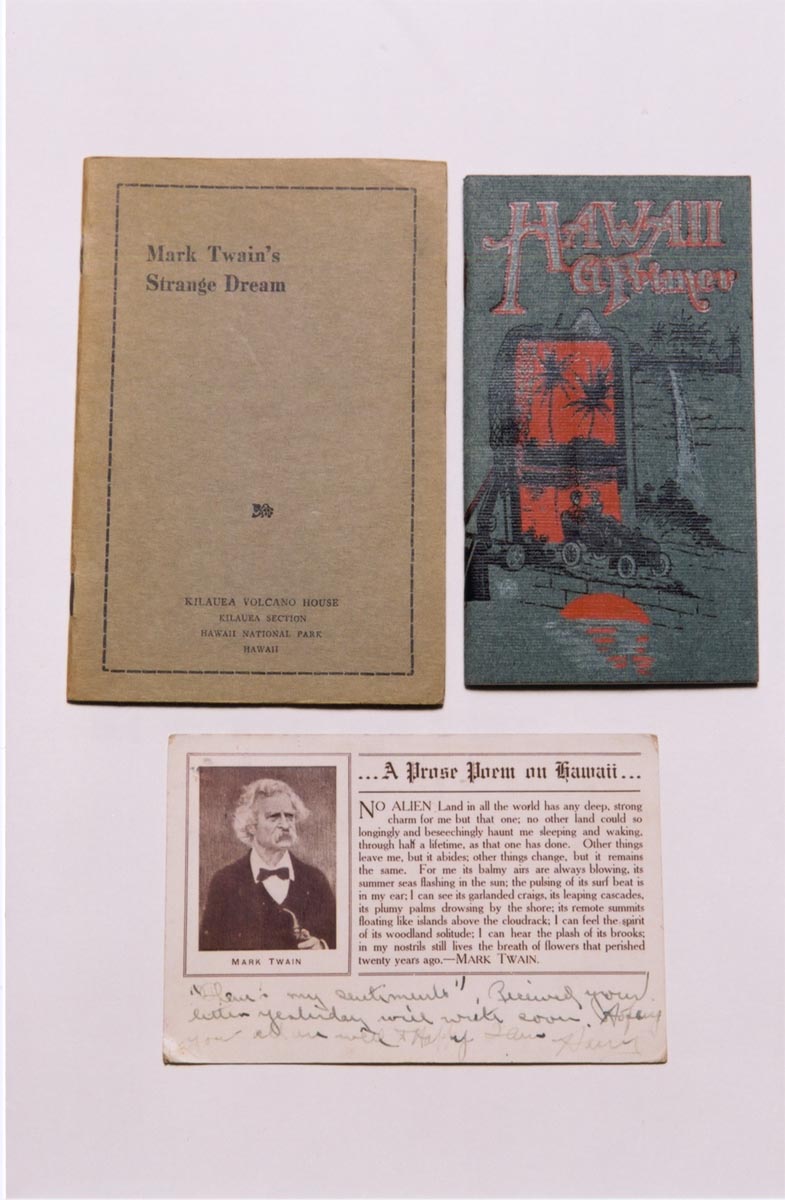 Mark Twain's
Strange Dream
KILAUEA VOLCANO HOUSE
KILAUEA SECTION
HAWAII NATIONAL PARK
HAWAII
HAWAII
A Primer
...A Prose Poem on Hawaii...
NO ALIEN Land in all the world has any deep, strong
charm for me but that one; no other land could so
longingly and beseechingly haunt me sleeping and waking,
through half a lifetime, as that one has done. Other things
leave me, but it abides; other things change, but it remains
the same. For me its balmy airs are always blowing, its
summer seas flashing in the sun; the pulsing of its surf beat is
in my ear; I can see its garlanded craigs, its leaping cascades,
its plumy palms drowsing by the shore; its remote summits
floating like islands above the cloudrack; I can feel the spirit
of its woodland solitude; I can hear the plash of its brooks;
in my nostrils still lives the breath of flowers that perished
twenty years ago.—MARK TWAIN.
MARK TWAIN
my sentiments", Received your
letter yesterday will write soon. Hoping
you all are well & Happy I am Harry